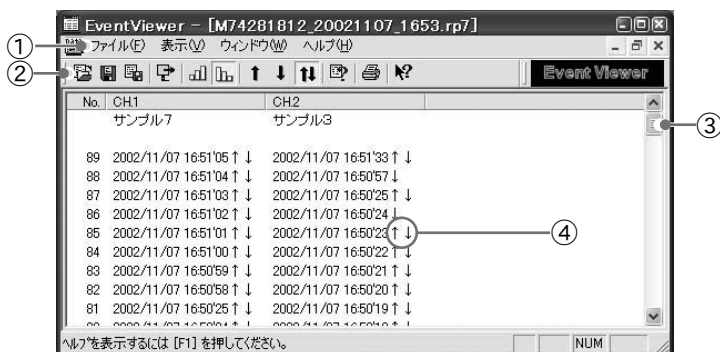 EventViewer - [M74281812_20021107_1653.rp7]
① ファイル(F) 表示(V) ウィンドウ(W) ヘルプ(H)
② Event Viewer
No. CH.1 CH.2
サンプル7 サンプル3
③
89 2002/11/07 16:51'05 ↑ ↓ 2002/11/07 16:51'33 ↑ ↓
88 2002/11/07 16:51'04 ↑ ↓ 2002/11/07 16:50'57 ↓
87 2002/11/07 16:51'03 ↑ ↓ 2002/11/07 16:50'25 ↑ ↓
86 2002/11/07 16:51'02 ↑ ↓ 2002/11/07 16:50'24 ↓
85 2002/11/07 16:51'01 ↑ ↓ 2002/11/07 16:50'23 ↑ ↓ ④
84 2002/11/07 16:51'00 ↑ ↓ 2002/11/07 16:50'22 ↑ ↓
83 2002/11/07 16:50'59 ↑ ↓ 2002/11/07 16:50'21 ↑ ↓
82 2002/11/07 16:50'58 ↑ ↓ 2002/11/07 16:50'20 ↑ ↓
81 2002/11/07 16:50'25 ↑ ↓ 2002/11/07 16:50'19 ↑ ↓
ヘルプを表示するには [F1] を押してください。 NUM